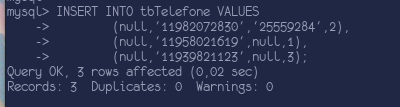 mysql> INSERT INTO tbTelefone VALUES
-> (null,'11982072830','25559284',2),
-> (null,'11958021619',null,1),
-> (null,'11939821123',null,3);
Query OK, 3 rows affected (0,02 sec)
Records: 3 Duplicates: 0 Warnings: 0